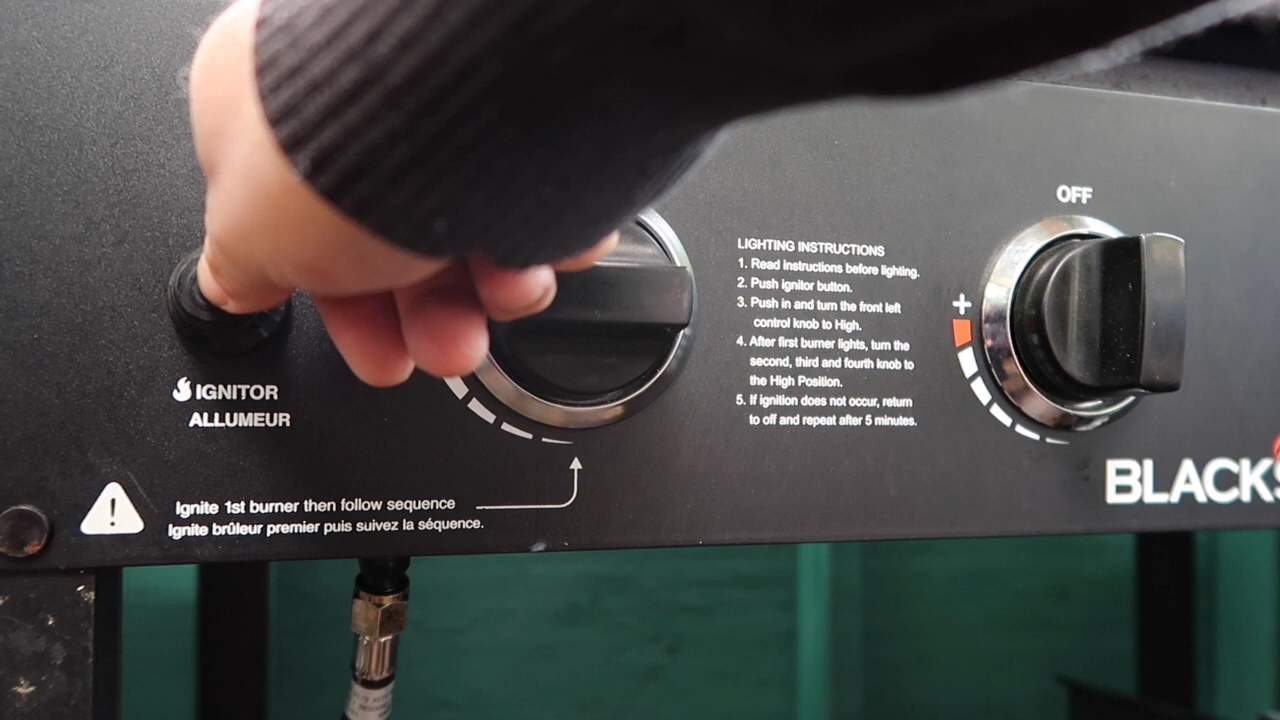 OFF
LIGHTING INSTRUCTIONS
1. Read instructions before lighting.
2. Push ignitor button.
3. Push in and turn the front left
control knob to High.
4. After first burner lights, turn the
second, third and fourth knob to
the High Position.
5. If ignition does not occur, return
to off and repeat after 5 minutes.
+
IGNITOR
ALLUMEUR
BLACKS
! Ignite 1st burner then follow sequence
Ignite brûleur premier puis suivez la séquence.